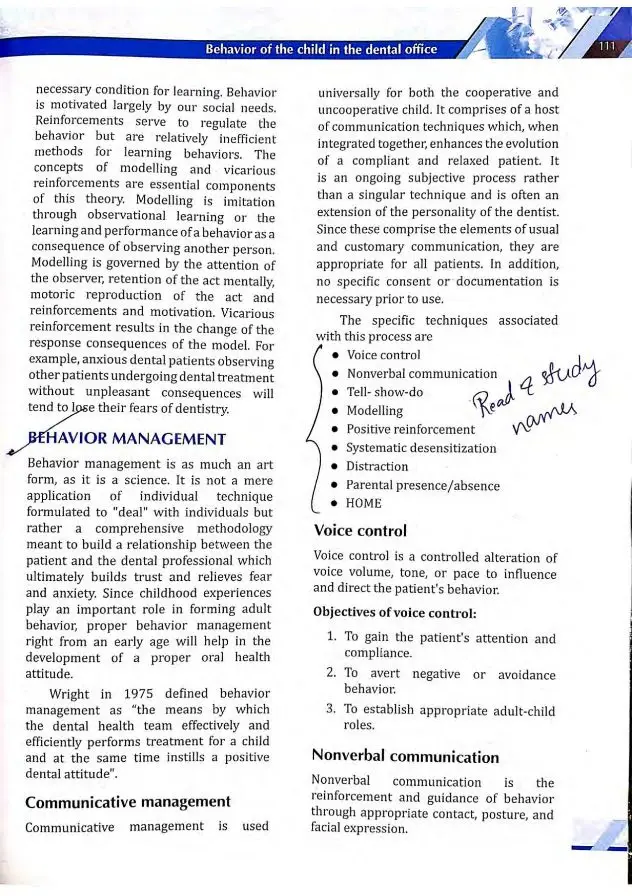 Behavior of the child in the dental office
111
necessary condition for learning. Behavior
is motivated largely by our social needs.
Reinforcements serve to regulate the
behavior but are relatively inefficient
methods for learning behaviors. The
concepts of modelling and vicarious
reinforcements are essential components
of this theory. Modelling is imitation
through observational learning or the
learning and performance of a behavior as a
consequence of observing another person.
Modelling is governed by the attention of
the observer, retention of the act mentally,
motoric reproduction of the act and
reinforcements and motivation. Vicarious
reinforcement results in the change of the
response consequences of the model. For
example, anxious dental patients observing
other patients undergoing dental treatment
without unpleasant consequences will
tend to lose their fears of dentistry.
BEHAVIOR MANAGEMENT
Behavior management is as much an art
form, as it is a science. It is not a mere
application of individual technique
formulated to "deal" with individuals but
rather a comprehensive methodology
meant to build a relationship between the
patient and the dental professional which
ultimately builds trust and relieves fear
and anxiety. Since childhood experiences
play an important role in forming adult
behavior, proper behavior management
right from an early age will help in the
development of a proper oral health
attitude.
Wright in 1975 defined behavior
management as "the means by which
the dental health team effectively and
efficiently performs treatment for a child
and at the same time instills a positive
dental attitude".
Communicative management
Communicative management is used
universally for both the cooperative and
uncooperative child. It comprises of a host
of communication techniques which, when
integrated together, enhances the evolution
of a compliant and relaxed patient. It
is an ongoing subjective process rather
than a singular technique and is often an
extension of the personality of the dentist.
Since these comprise the elements of usual
and customary communication, they are
appropriate for all patients. In addition,
no specific consent or documentation is
necessary prior to use.
The specific techniques associated
with this process are
• Voice control
• Nonverbal communication
• Tell- show-do
• Modelling
• Positive reinforcement
• Systematic desensitization
• Distraction
• Parental presence/absence
• HOME
Read & study
names
Voice control
Voice control is a controlled alteration of
voice volume, tone, or pace to influence
and direct the patient's behavior.
Objectives of voice control:
1. To gain the patient's attention and
compliance.
2. To avert negative or avoidance
behavior.
3. To establish appropriate adult-child
roles.
Nonverbal communication
Nonverbal communication is the
reinforcement and guidance of behavior
through appropriate contact, posture, and
facial expression.